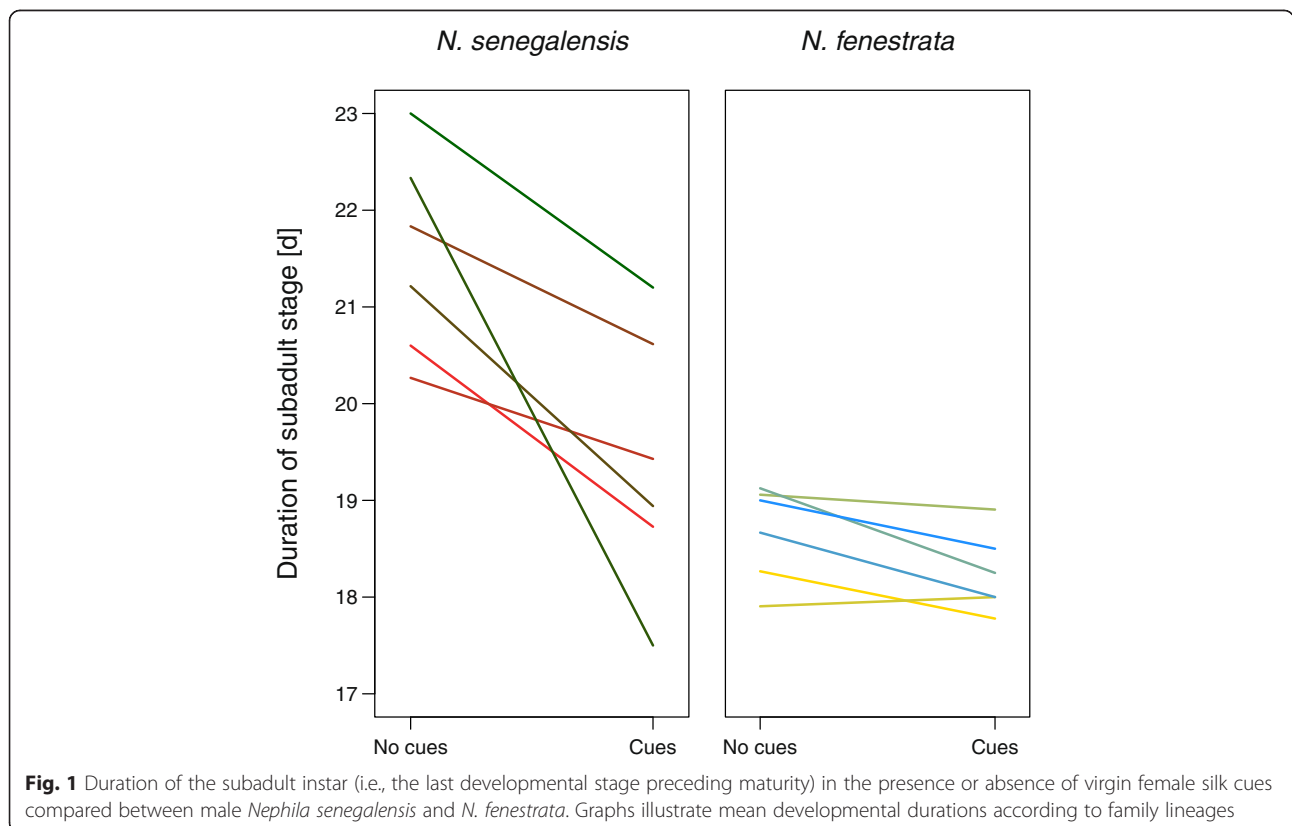 N. senegalensis
N. fenestrata
Duration of subadult stage [d]
23
22
21
20
19
18
17
No cues
Cues
No cues
Cues
Fig. 1 Duration of the subadult instar (i.e., the last developmental stage preceding maturity) in the presence or absence of virgin female silk cues
compared between male Nephila senegalensis and N. fenestrata. Graphs illustrate mean developmental durations according to family lineages